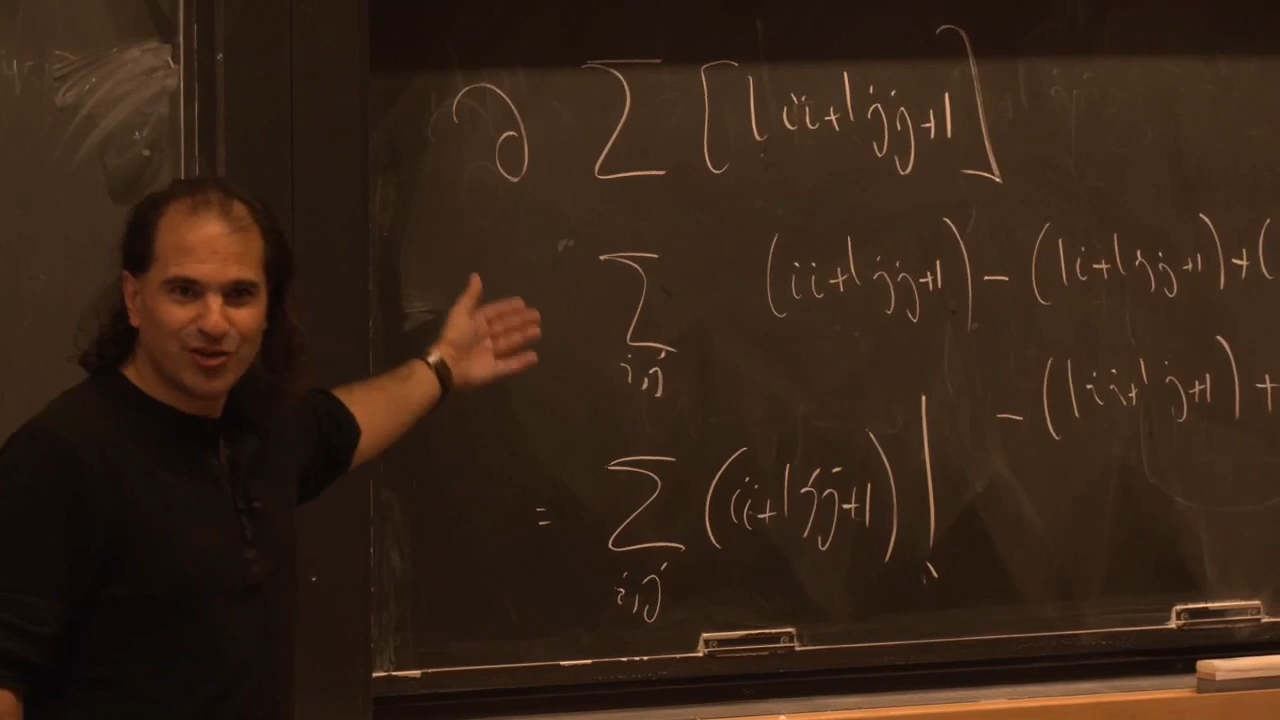 ∂ Σ [1 i i+1 j j+1]
Σ (i i+1 j j+1) - (1 i+1 j j+1) + (
i,j
- (1 i i+1 j+1) +
= Σ (i i+1 j j+1) !
i,j